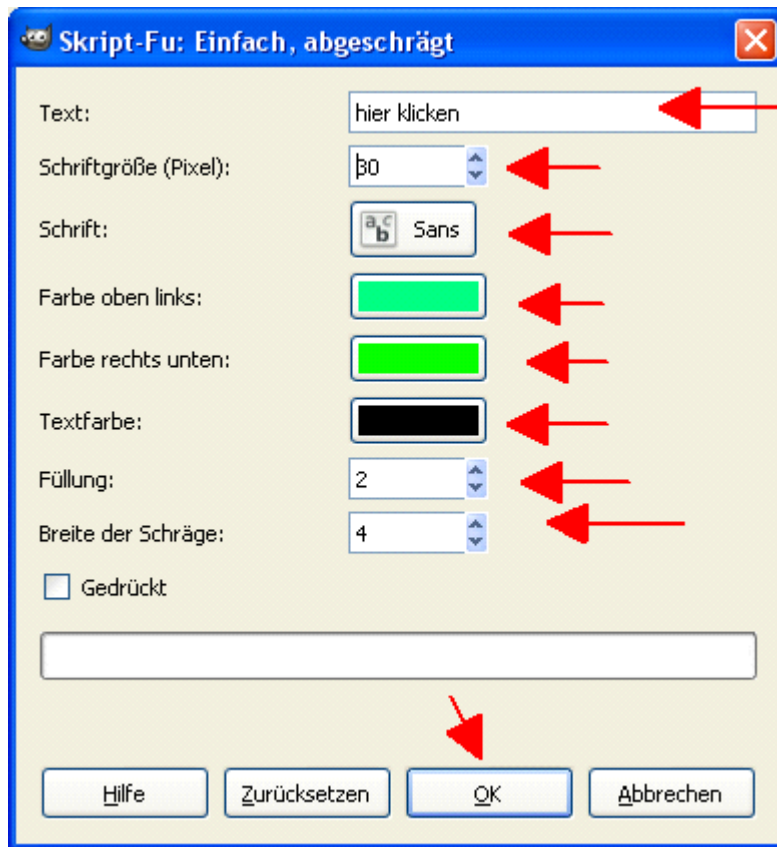 Skript-Fu: Einfach, abgeschrägt
Text: hier klicken
Schriftgröße (Pixel): 30
Schrift: abc Sans
Farbe oben links:
Farbe rechts unten:
Textfarbe:
Füllung: 2
Breite der Schräge: 4
Gedrückt
Hilfe Zurücksetzen OK Abbrechen